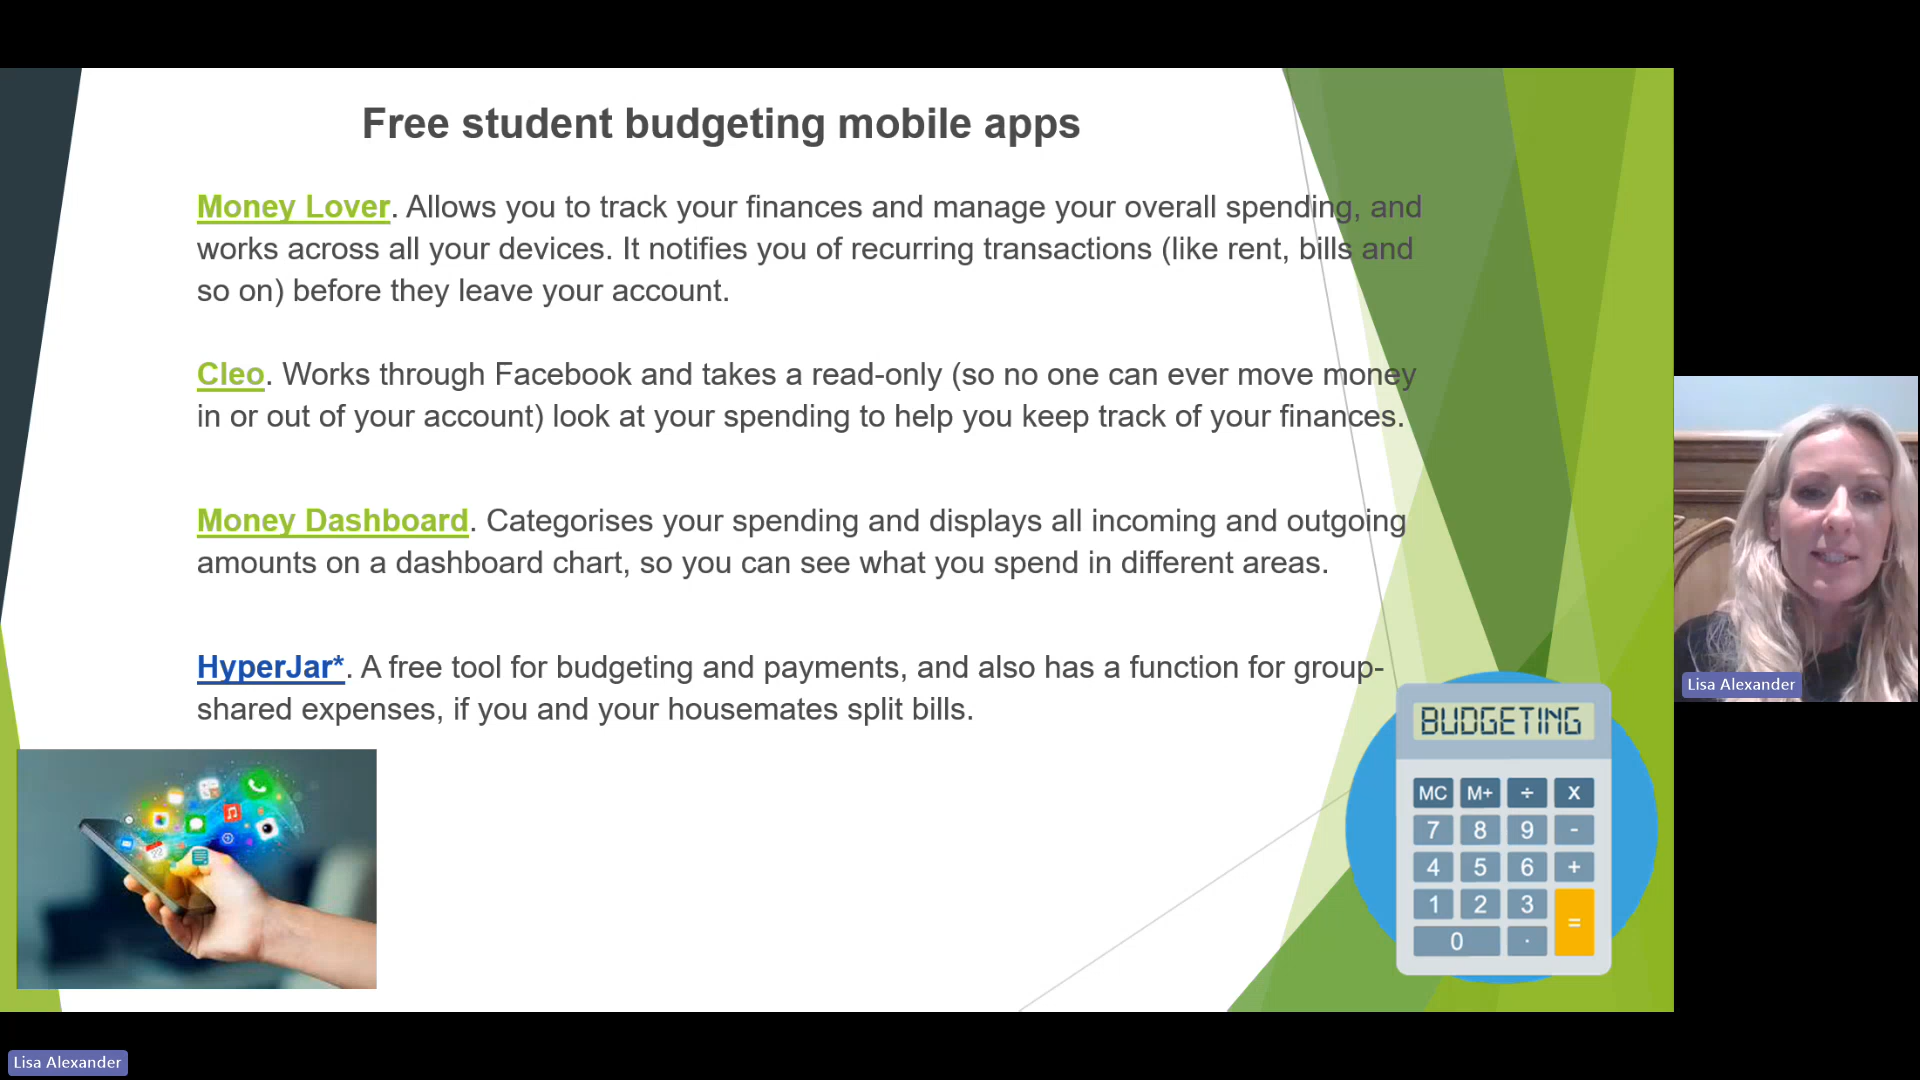 Free student budgeting mobile apps
Money Lover. Allows you to track your finances and manage your overall spending, and
works across all your devices. It notifies you of recurring transactions (like rent, bills and
so on) before they leave your account.
Cleo. Works through Facebook and takes a read-only (so no one can ever move money
in or out of your account) look at your spending to help you keep track of your finances.
Money Dashboard. Categorises your spending and displays all incoming and outgoing
amounts on a dashboard chart, so you can see what you spend in different areas.
HyperJar*. A free tool for budgeting and payments, and also has a function for group-
shared expenses, if you and your housemates split bills.
BUDGETING
MC M+ ÷ x
7 8 9 -
4 5 6 +
1 2 3 =
0 .
Lisa Alexander
Lisa Alexander